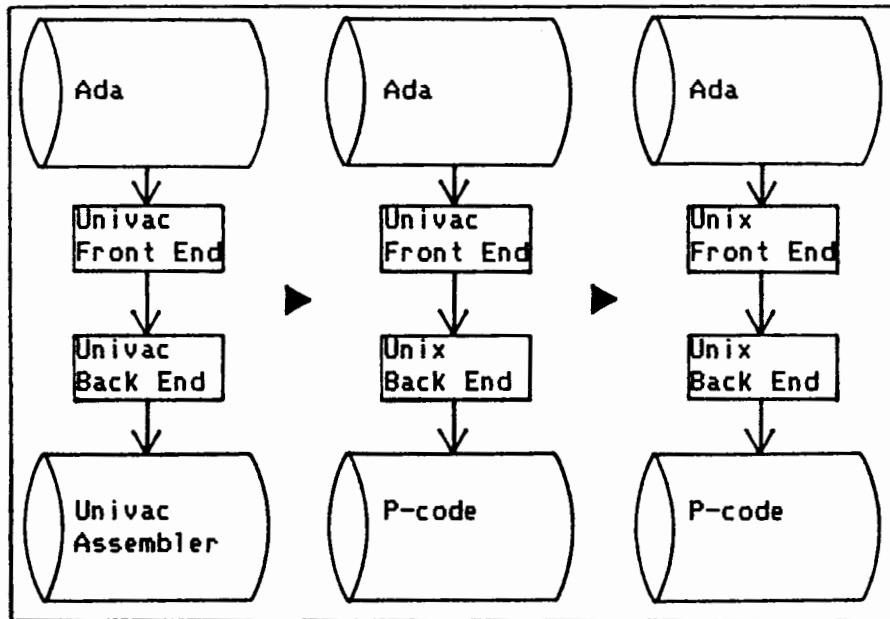 Ada
Ada
Ada
Univac
Front End
Univac
Front End
Unix
Front End
Univac
Back End
Unix
Back End
Unix
Back End
Univac
Assembler
P-code
P-code